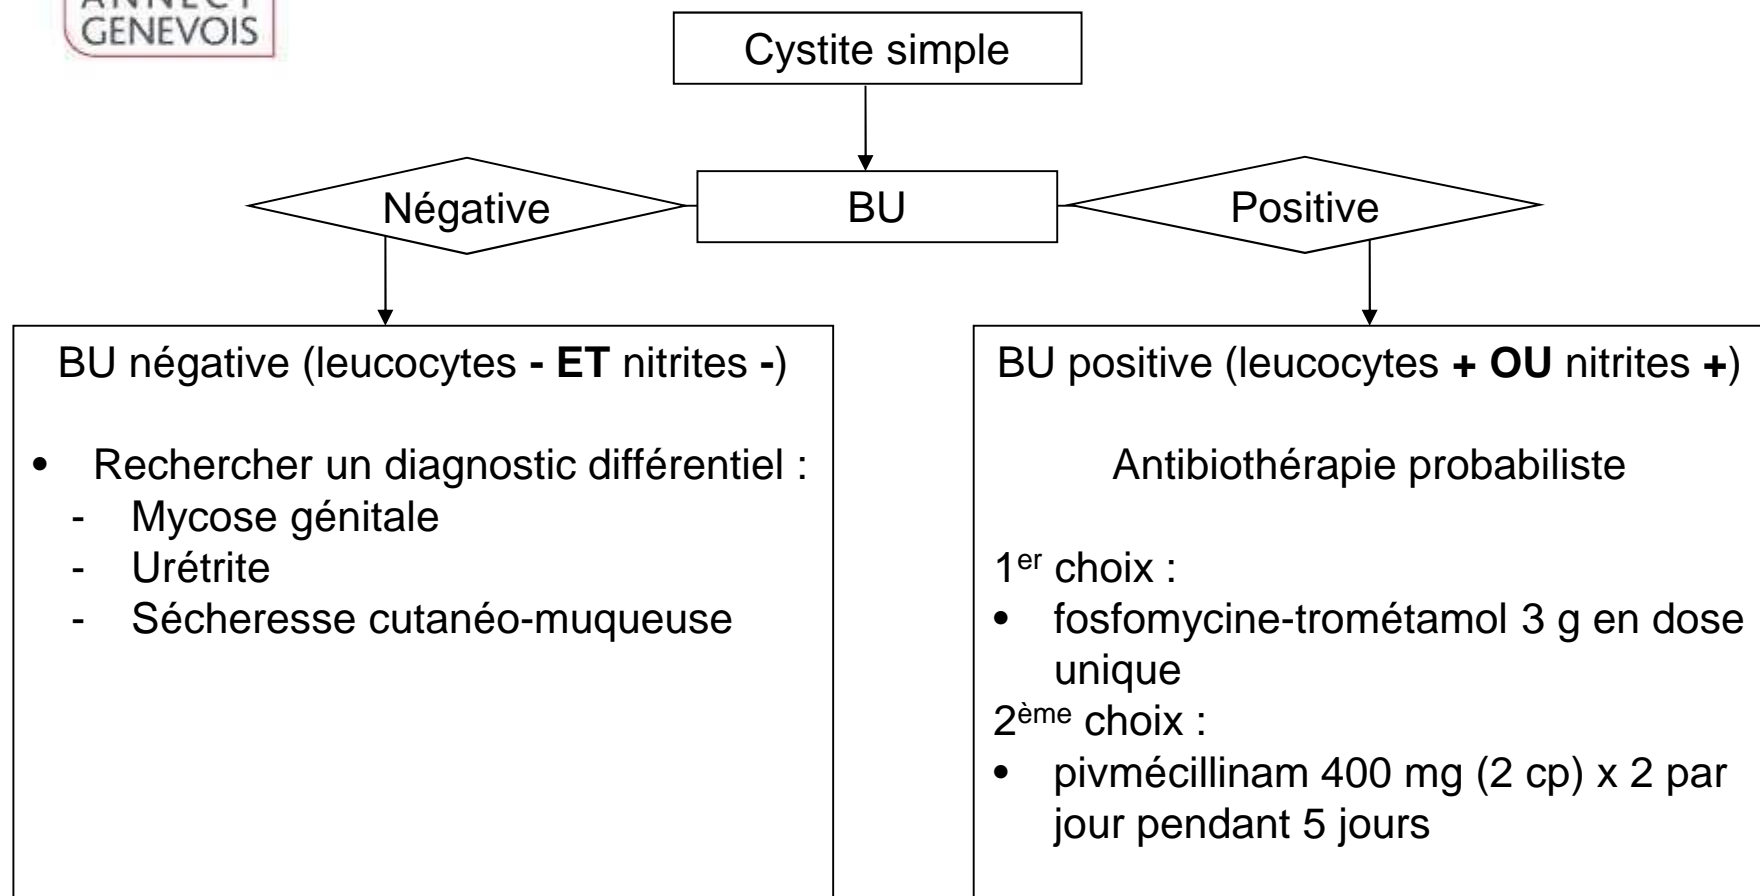 ANNECY
GENEVOIS
Cystite simple
Négative
BU
Positive
BU négative (leucocytes - ET nitrites -)
• Rechercher un diagnostic différentiel :
- Mycose génitale
- Urétrite
- Sécheresse cutanéo-muqueuse
BU positive (leucocytes + OU nitrites +)
Antibiothérapie probabiliste
1er choix :
• fosfomycine-trométamol 3 g en dose
unique
2ème choix :
• pivmécillinam 400 mg (2 cp) x 2 par
jour pendant 5 jours